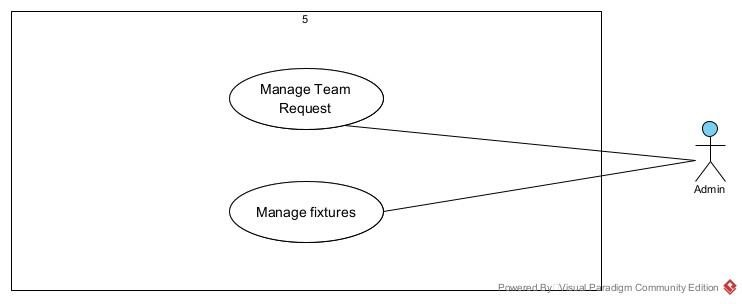 5
Manage Team
Request
Manage fixtures
Admin
Powered By: Visual Paradigm Community Edition